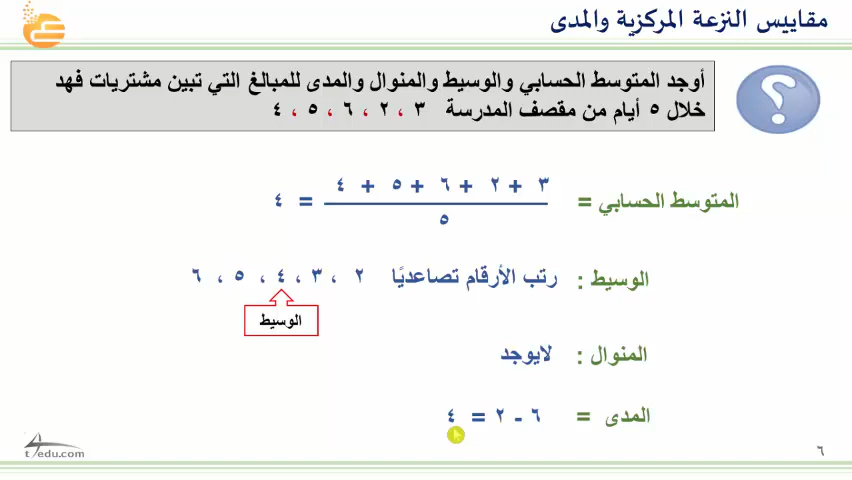 مقاييس النزعة المركزية والمدى
أوجد المتوسط الحسابي والوسيط والمنوال والمدى للمبالغ التي تبين مشتريات فهد
خلال ٥ أيام من مقصف المدرسة ٣ ، ٢ ، ٦ ، ٥ ، ٤
المتوسط الحسابي = ٣ + ٢ + ٦ + ٥ + ٤ = ٤
٥
الوسيط : رتب الأرقام تصاعديًا ٢ ، ٣ ، ٤ ، ٥ ، ٦
الوسيط
المنوال : لايوجد
المدى = ٦ - ٢ = ٤
t4edu.com
٦